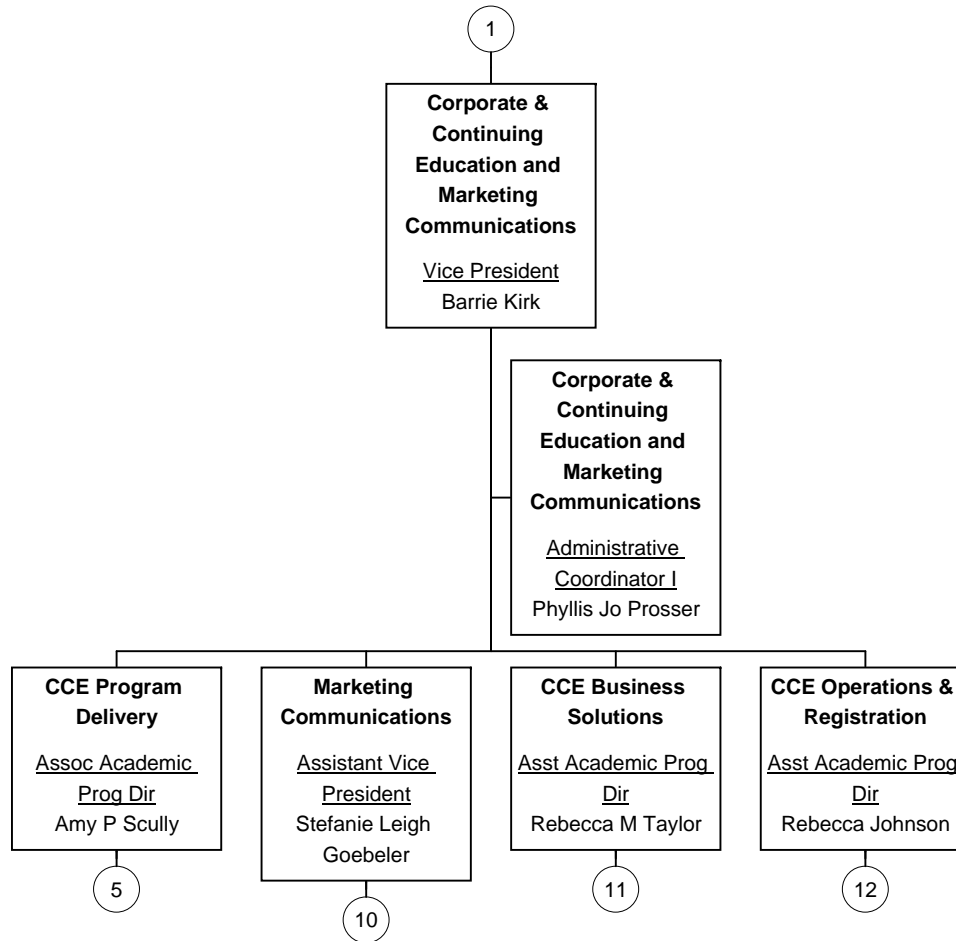 1
Corporate &
Continuing
Education and
Marketing
Communications
Vice President
Barrie Kirk
Corporate &
Continuing
Education and
Marketing
Communications
Administrative
Coordinator I
Phyllis Jo Prosser
CCE Program
Delivery
Assoc Academic
Prog Dir
Amy P Scully
5
Marketing
Communications
Assistant Vice
President
Stefanie Leigh
Goebeler
10
CCE Business
Solutions
Asst Academic Prog
Dir
Rebecca M Taylor
11
CCE Operations &
Registration
Asst Academic Prog
Dir
Rebecca Johnson
12